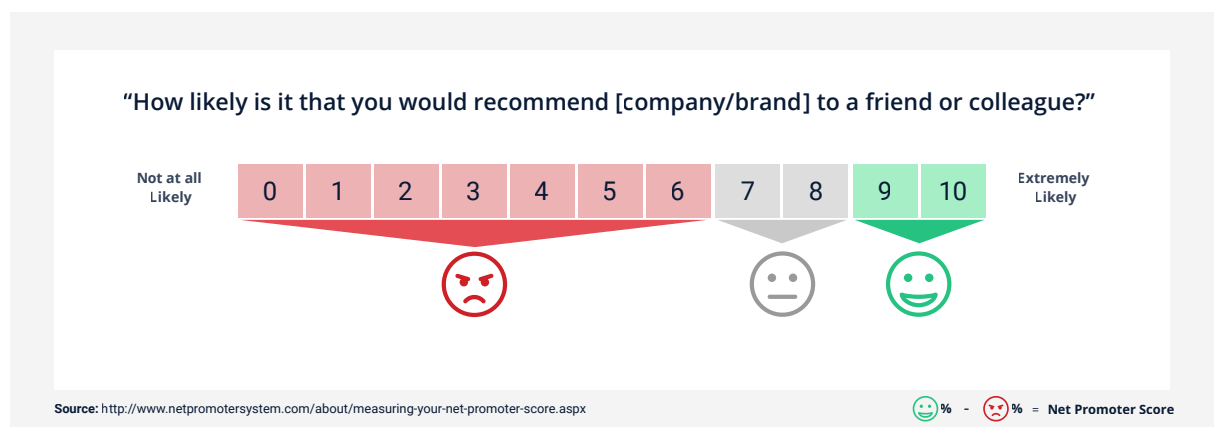 “How likely is it that you would recommend [company/brand] to a friend or colleague?”
Not at all
Likely
0 1 2 3 4 5 6 7 8 9 10
Extremely
Likely
Source: http://www.netpromotersystem.com/about/measuring-your-net-promoter-score.aspx
% - % = Net Promoter Score